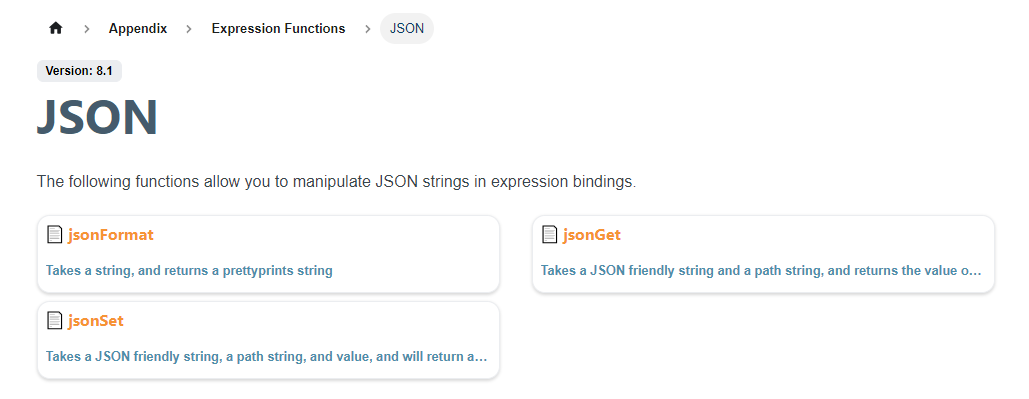 Appendix Expression Functions JSON
Version: 8.1
JSON
The following functions allow you to manipulate JSON strings in expression bindings.
jsonFormat
Takes a string, and returns a prettyprints string
jsonGet
Takes a JSON friendly string and a path string, and returns the value o...
jsonSet
Takes a JSON friendly string, a path string, and value, and will return a...